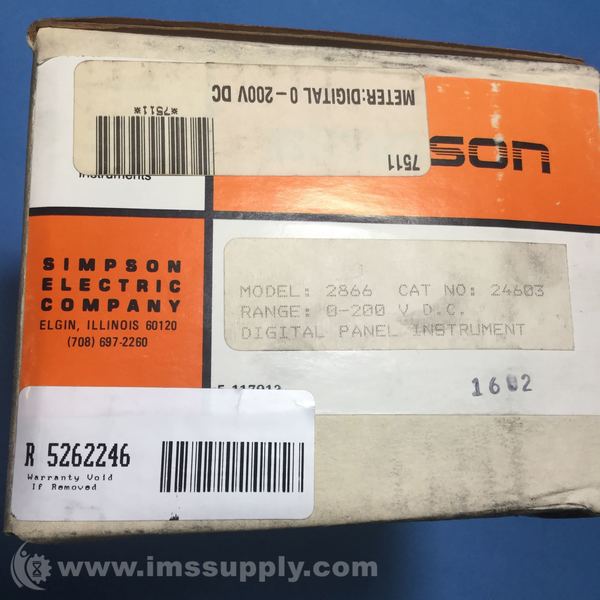 METER:DIGITAL 0-200V DC
*7511*
7511
son
instruments
SIMPSON
ELECTRIC
COMPANY
ELGIN, ILLINOIS 60120
(708) 697-2260
MODEL: 2866 CAT NO: 24603
RANGE: 0-200 V D.C.
DIGITAL PANEL INSTRUMENT
1602
R 5262246
Warranty Void
If Removed
www.imssupply.com